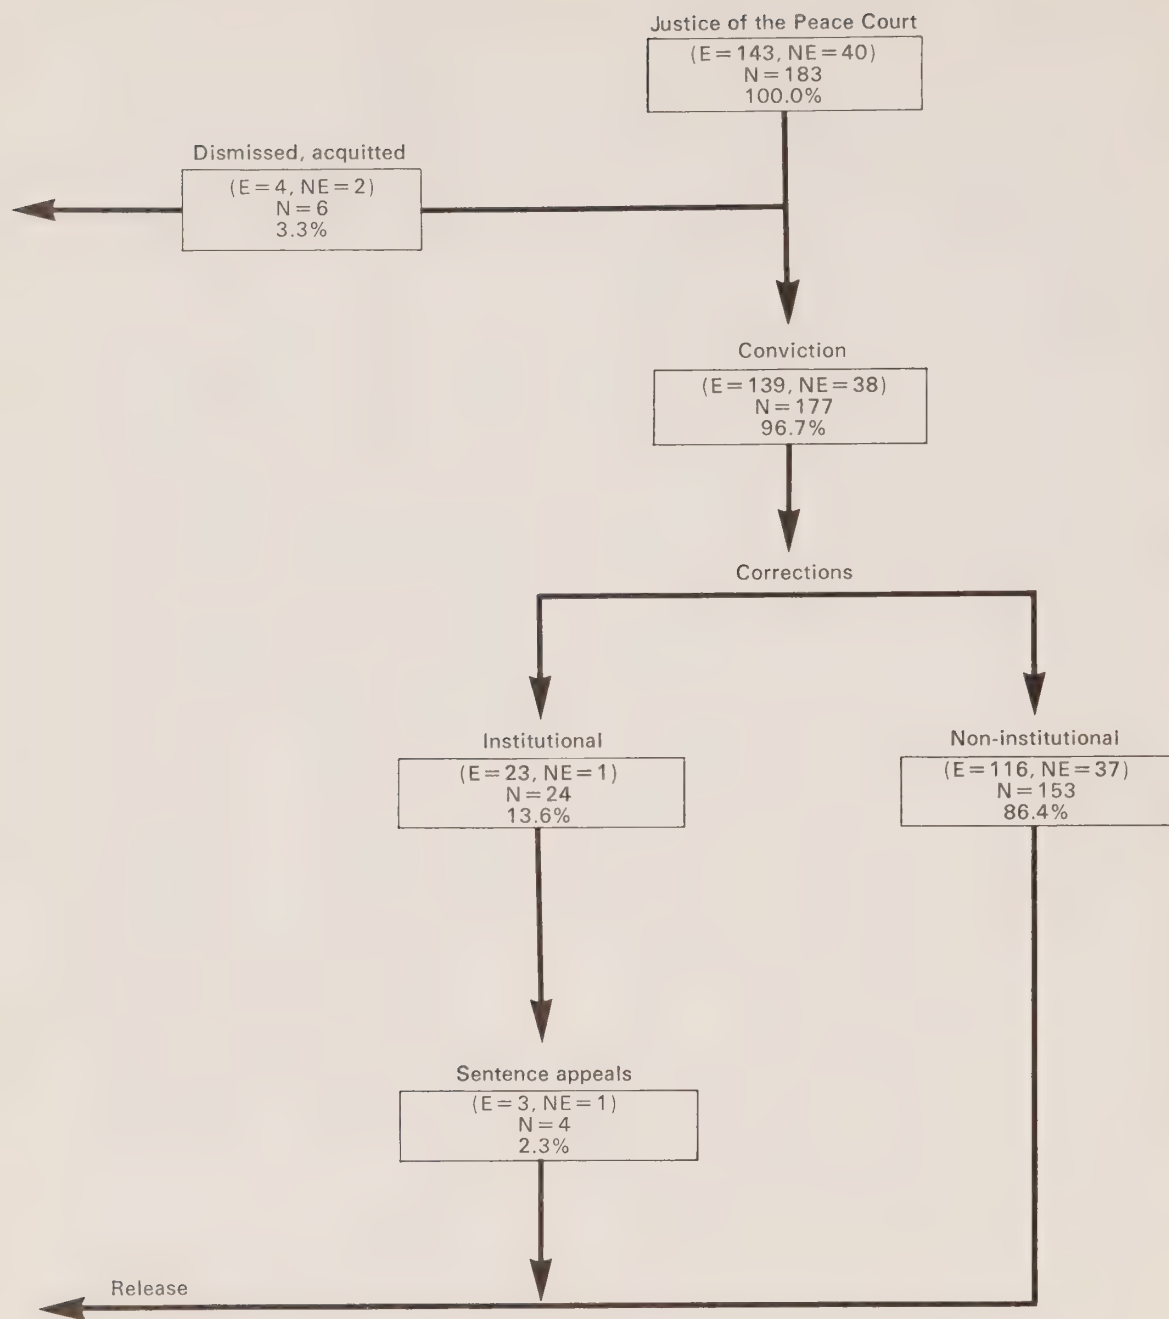 Justice of the Peace Court
(E=143, NE=40)
N=183
100.0%
Dismissed, acquitted
(E=4, NE=2)
N=6
3.3%
Conviction
(E=139, NE=38)
N=177
96.7%
Corrections
Institutional
(E=23, NE=1)
N=24
13.6%
Non-institutional
(E=116, NE=37)
N=153
86.4%
Sentence appeals
(E=3, NE=1)
N=4
2.3%
Release